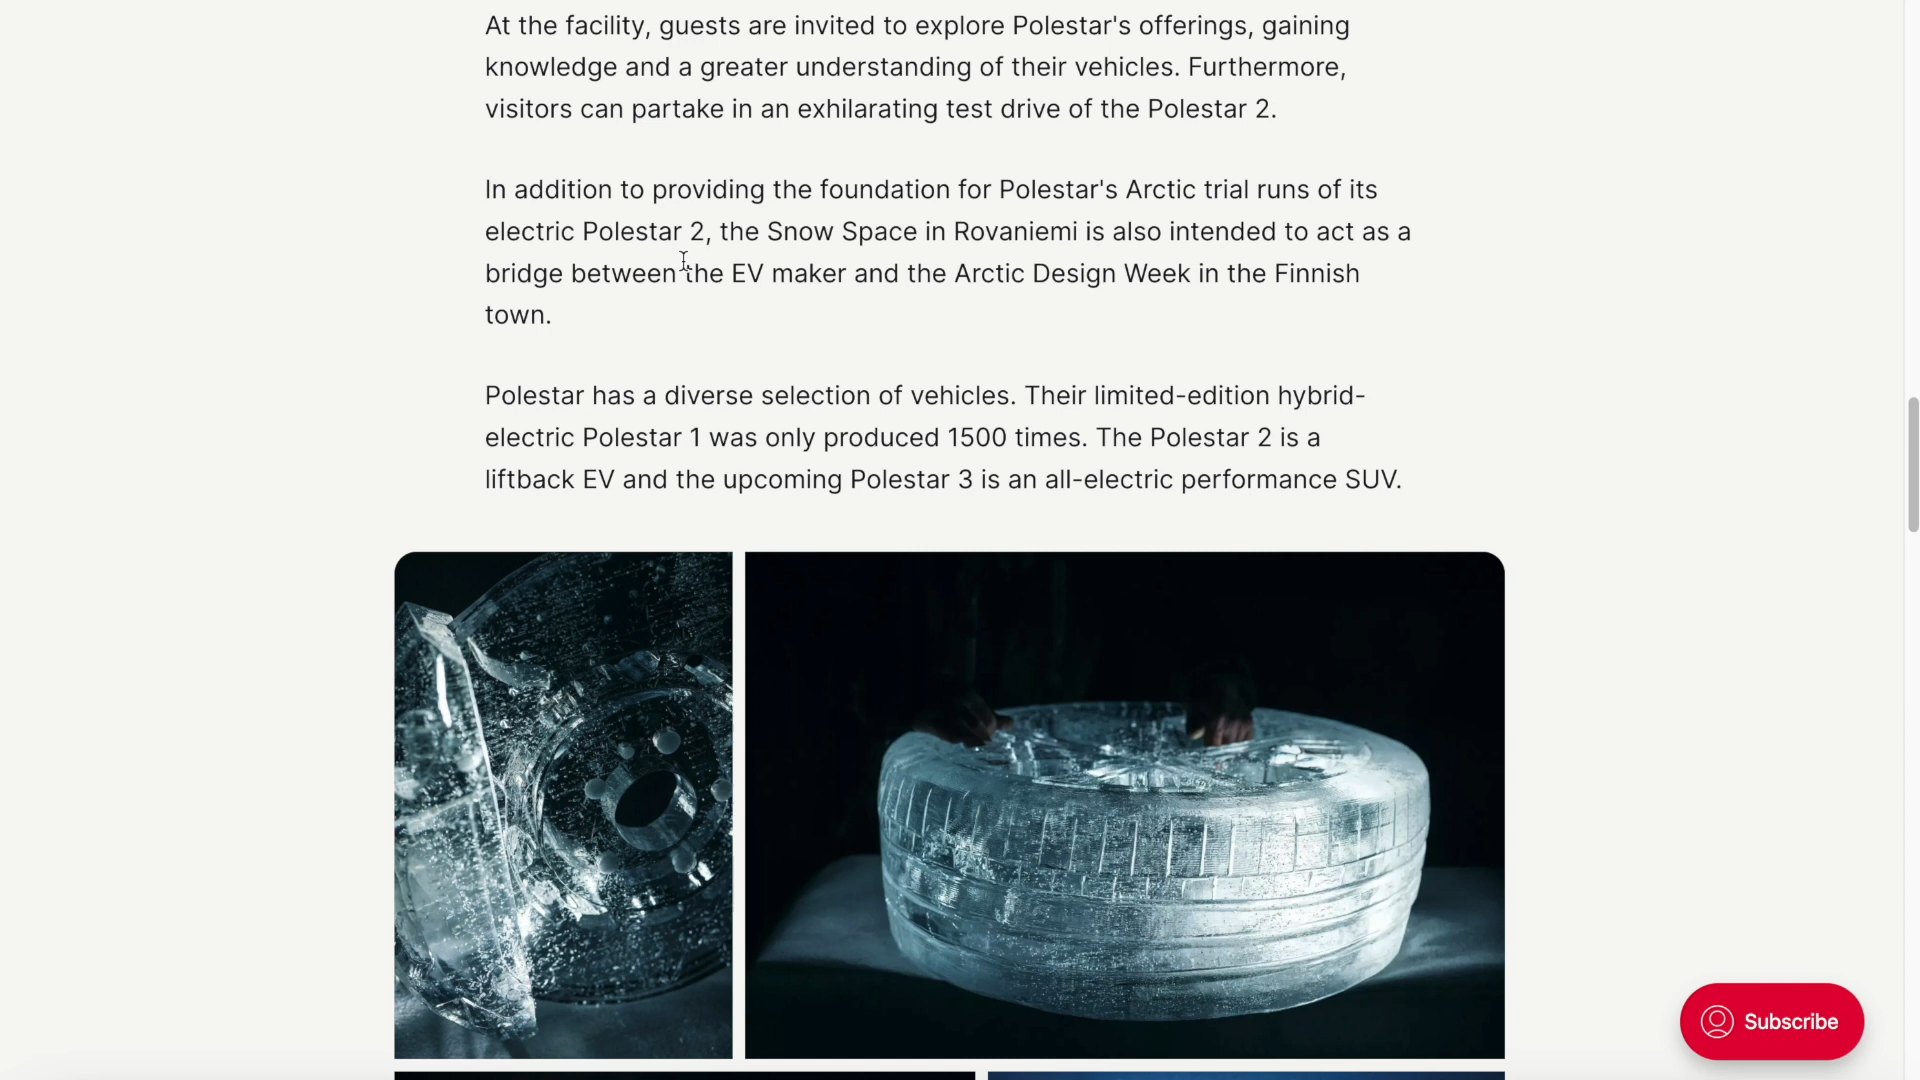 At the facility, guests are invited to explore Polestar's offerings, gaining
knowledge and a greater understanding of their vehicles. Furthermore,
visitors can partake in an exhilarating test drive of the Polestar 2.
In addition to providing the foundation for Polestar's Arctic trial runs of its
electric Polestar 2, the Snow Space in Rovaniemi is also intended to act as a
bridge between the EV maker and the Arctic Design Week in the Finnish
town.
Polestar has a diverse selection of vehicles. Their limited-edition hybrid-
electric Polestar 1 was only produced 1500 times. The Polestar 2 is a
liftback EV and the upcoming Polestar 3 is an all-electric performance SUV.
Subscribe